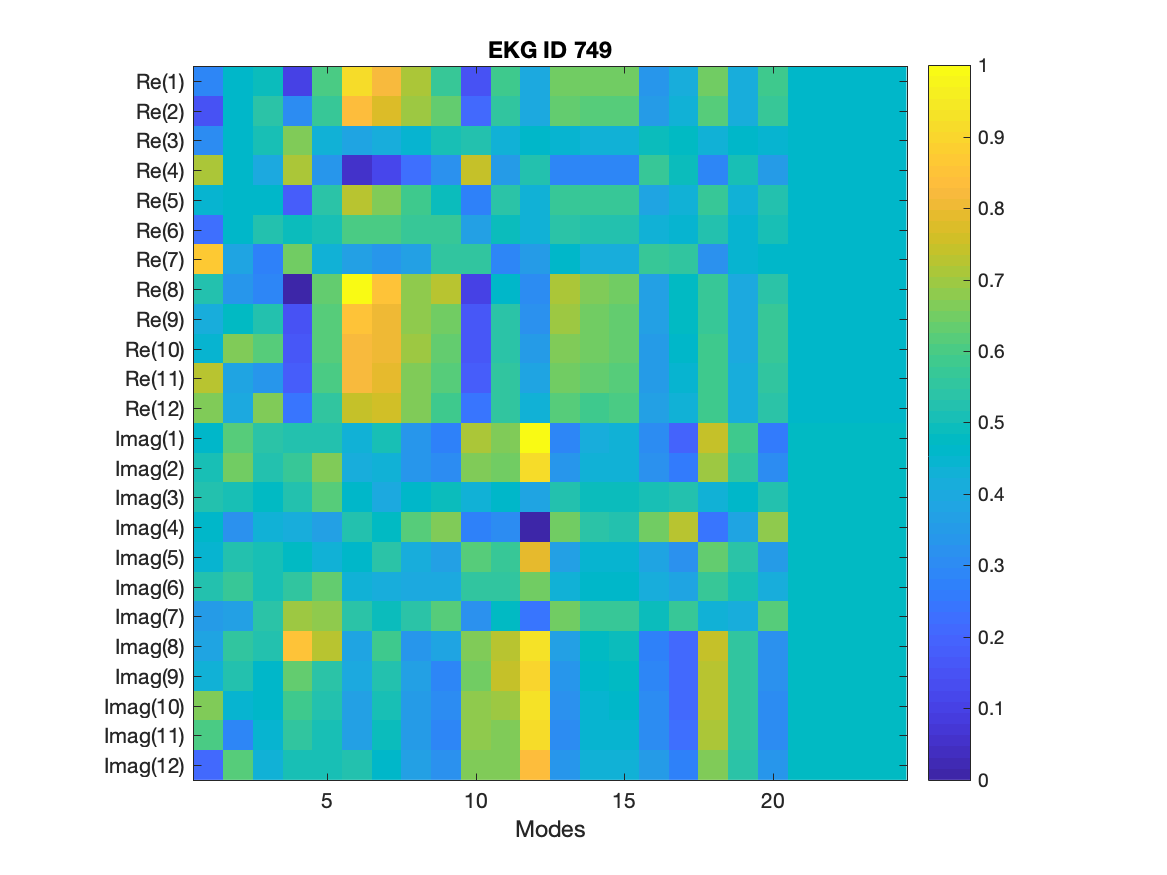 EKG ID 749
Re(1)
Re(2)
Re(3)
Re(4)
Re(5)
Re(6)
Re(7)
Re(8)
Re(9)
Re(10)
Re(11)
Re(12)
Imag(1)
Imag(2)
Imag(3)
Imag(4)
Imag(5)
Imag(6)
Imag(7)
Imag(8)
Imag(9)
Imag(10)
Imag(11)
Imag(12)
5 10 15 20
Modes
1
0.9
0.8
0.7
0.6
0.5
0.4
0.3
0.2
0.1
0